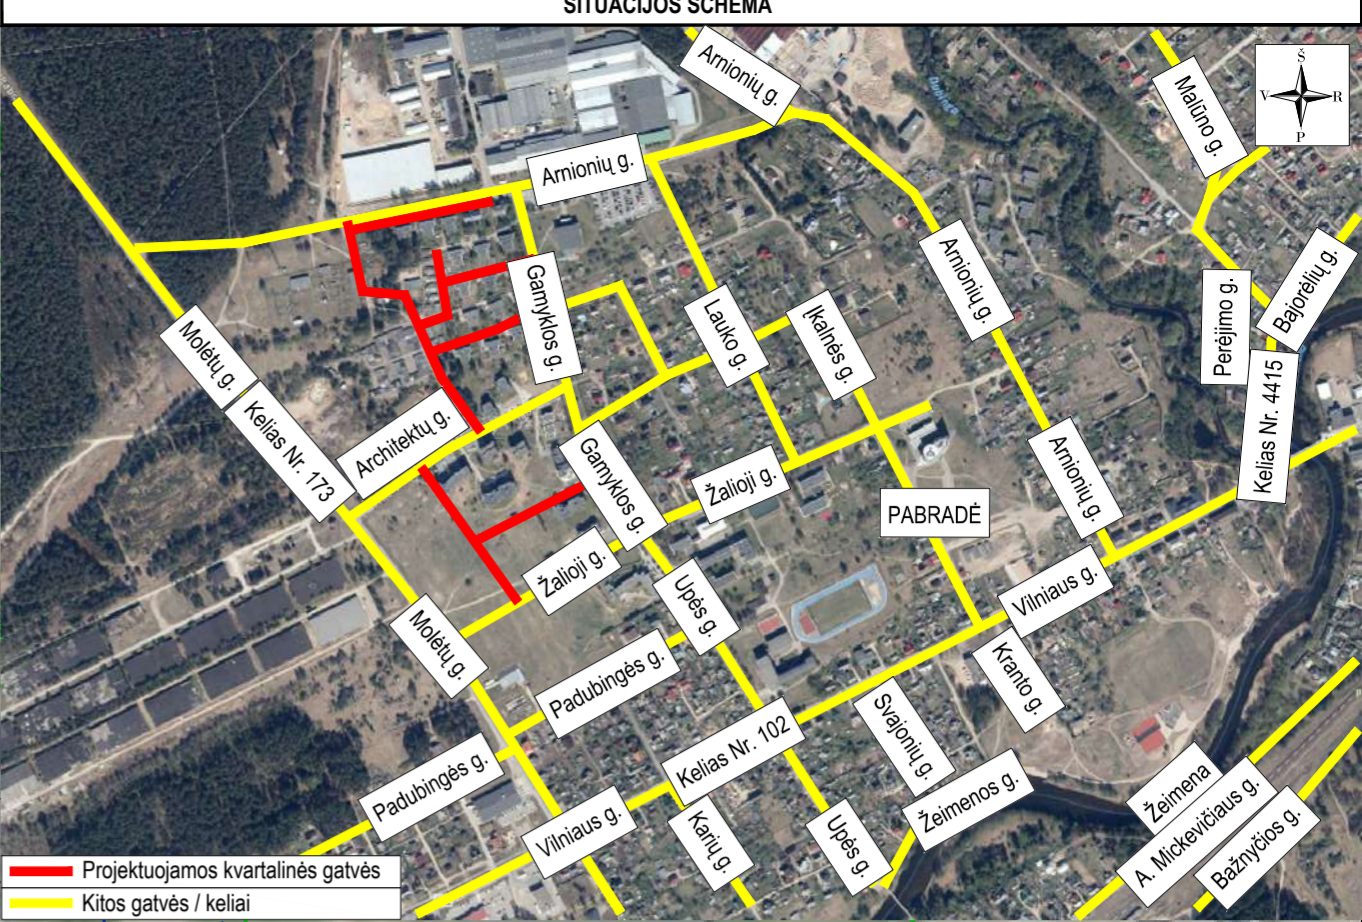 SITUACIJOS SCHEMA
Arnionių g.
Malūno g.
Š
V
R
P
Arnionių g.
Arnionių g.
Perėjimo g.
Bajorėlių g.
Gamyklos g.
Lauko g.
Įkalnės g.
Molėtų g.
Kelias Nr. 173
Architektų g.
Kelias Nr. 4415
Gamyklos g.
Žalioji g.
Arnionių g.
PABRADĖ
Žalioji g.
Upės g.
Vilniaus g.
Molėtų g.
Padubingės g.
Kranto g.
Svajonių g.
Kelias Nr. 102
Padubingės g.
Žeimenos g.
Žeimena
A. Mickevičiaus g.
Bažnyčios g.
Vilniaus g.
Karių g.
Upės g.
Projektuojamos kvartalinės gatvės
Kitos gatvės / keliai